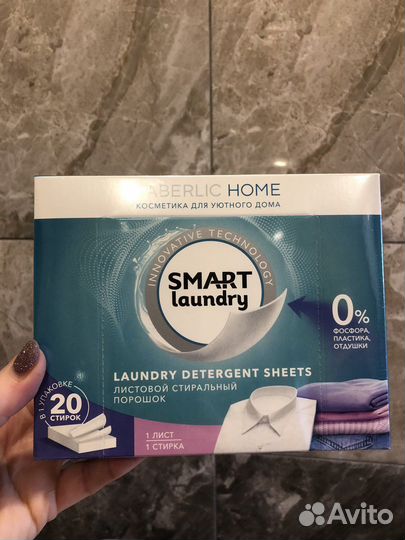 FABERLIC HOME
КОСМЕТИКА ДЛЯ УЮТНОГО ДОМА
INNOVATIVE TECHNOLOGY
SMART
laundry
0%
ФОСФОРА,
ПЛАСТИКА,
ОТДУШКИ
LAUNDRY DETERGENT SHEETS
ЛИСТОВОЙ СТИРАЛЬНЫЙ
ПОРОШОК
В 1 УПАКОВКЕ
20
СТИРОК
1 ЛИСТ
1 СТИРКА
Avito